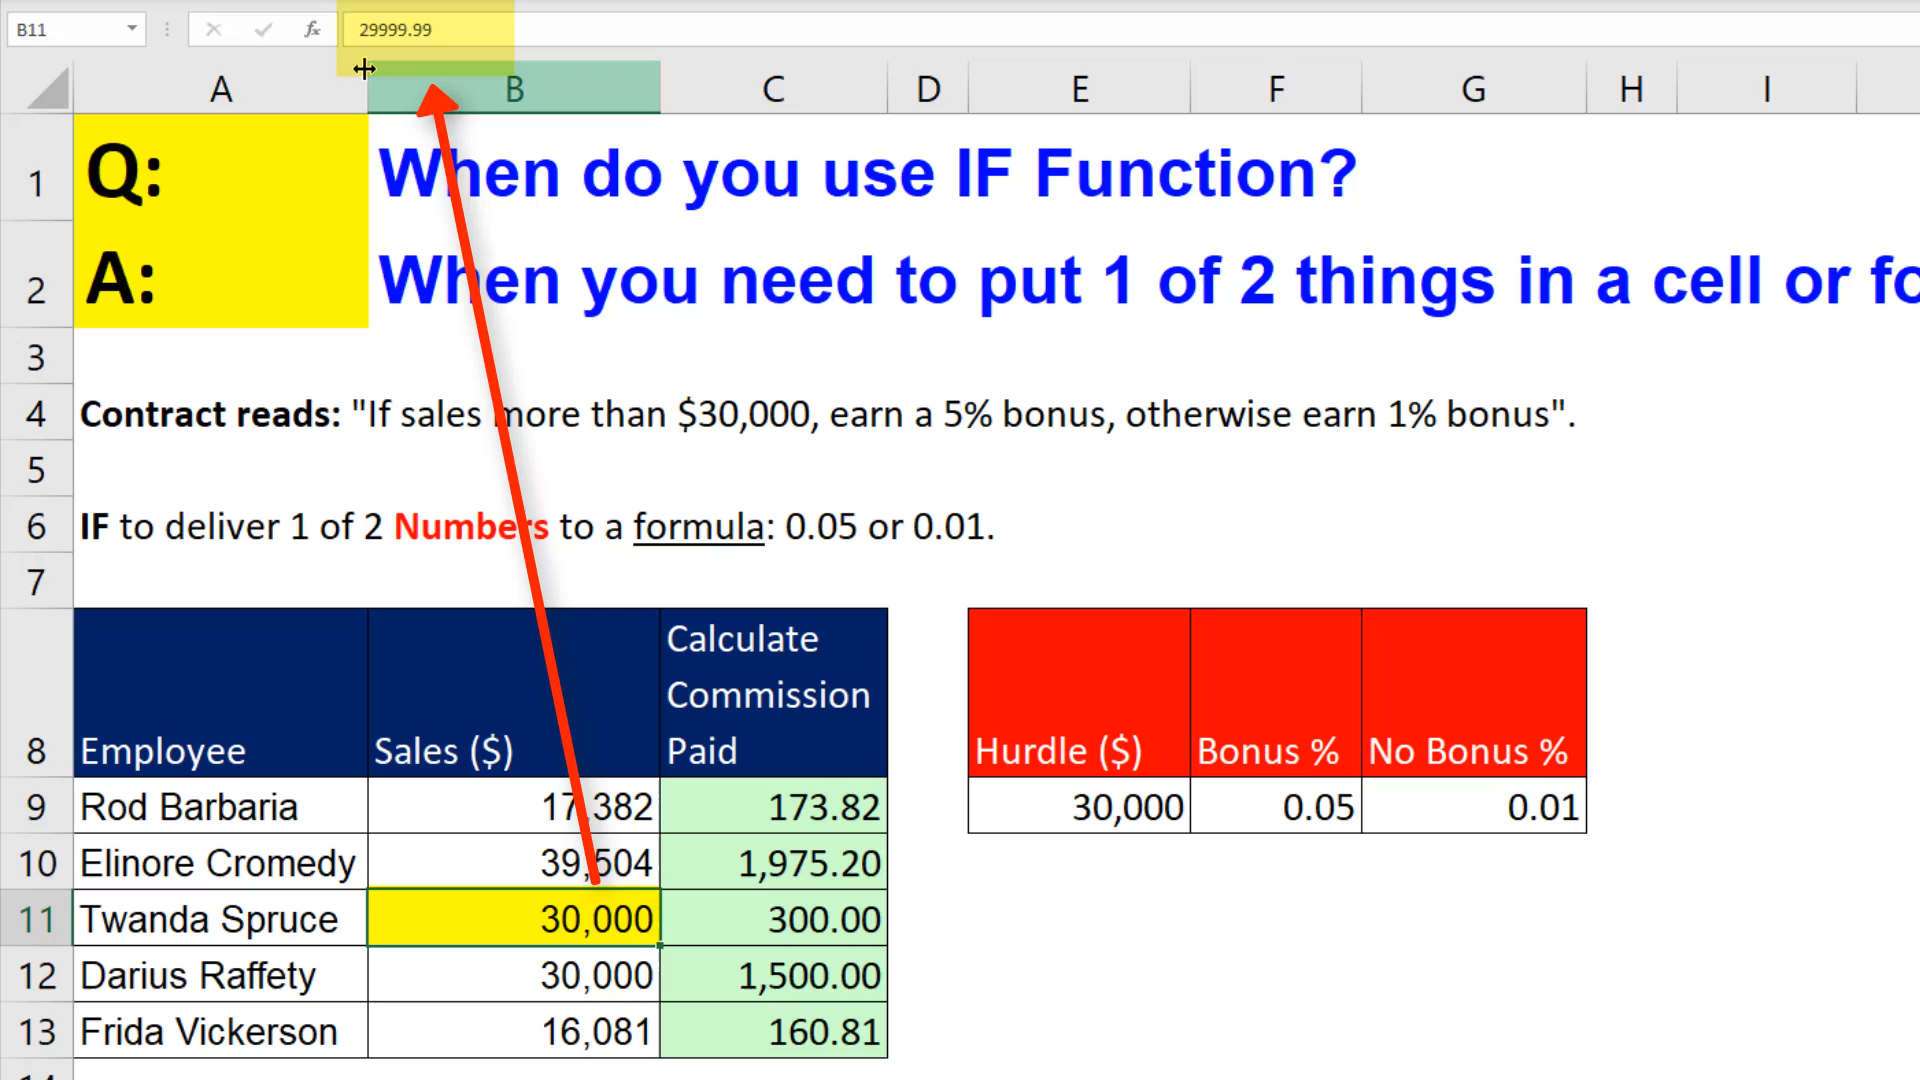 B11 fx 29999.99
A B C D E F G H I
1 Q: When do you use IF Function?
2 A: When you need to put 1 of 2 things in a cell or
3
4 Contract reads: "If sales more than $30,000, earn a 5% bonus, otherwise earn 1% bonus".
5
6 IF to deliver 1 of 2 Numbers to a formula: 0.05 or 0.01.
7
Calculate
Commission
8 Employee Sales ($) Paid Hurdle ($) Bonus % No Bonus %
9 Rod Barbaria 17,382 173.82 30,000 0.05 0.01
10 Elinore Cromedy 39,504 1,975.20
11 Twanda Spruce 30,000 300.00
12 Darius Raffety 30,000 1,500.00
13 Frida Vickerson 16,081 160.81